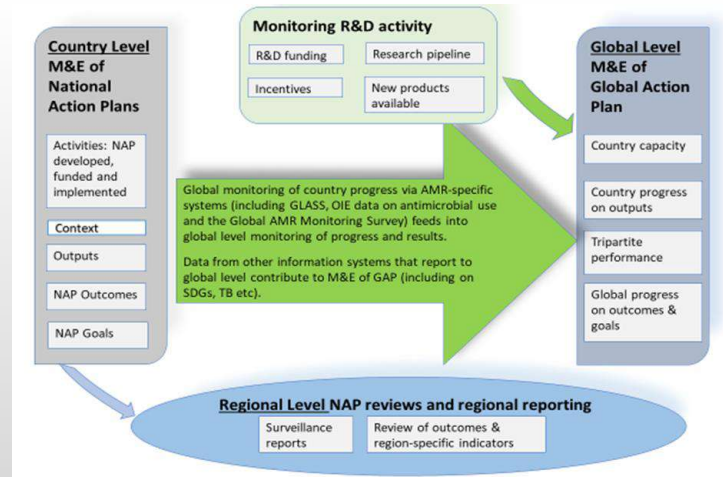 Country Level
M&E of
National
Action Plans
Activities: NAP
developed,
funded and
implemented
Context
Outputs
NAP Outcomes
NAP Goals
Monitoring R&D activity
R&D funding
Research pipeline
Incentives
New products
available
Global monitoring of country progress via AMR-specific
systems (including GLASS, OIE data on antimicrobial use
and the Global AMR Monitoring Survey) feeds into
global level monitoring of progress and results.
Data from other information systems that report to
global level contribute to M&E of GAP (including on
SDGs, TB etc).
Global Level
M&E of
Global Action
Plan
Country capacity
Country progress
on outputs
Tripartite
performance
Global progress
on outcomes &
goals
Regional Level NAP reviews and regional reporting
Surveillance
reports
Review of outcomes &
region-specific indicators